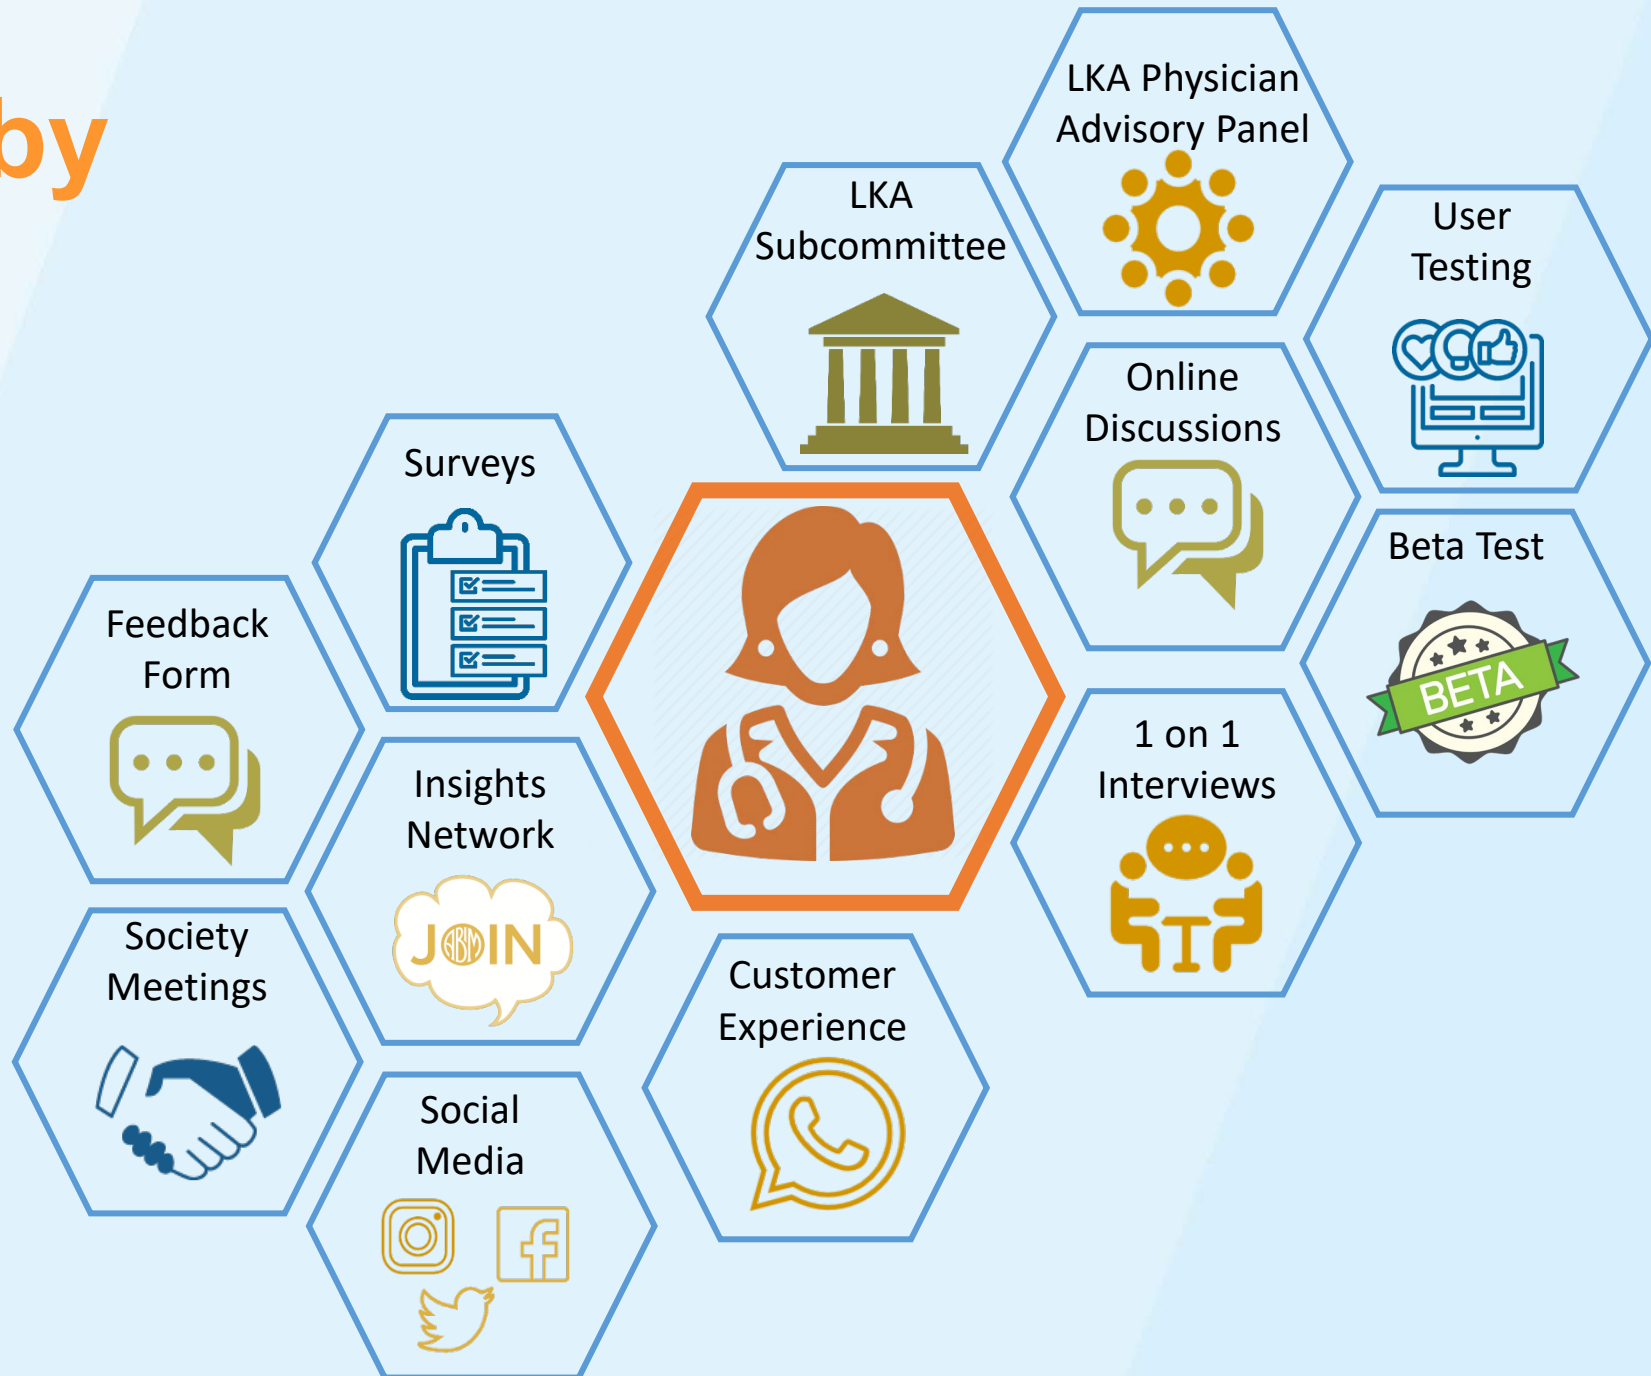 by
LKA Physician
Advisory Panel
LKA
Subcommittee
User
Testing
Online
Discussions
Surveys
Beta Test
BETA
Feedback
Form
1 on 1
Interviews
Insights
Network
JOIN
ABIM
Society
Meetings
Customer
Experience
Social
Media